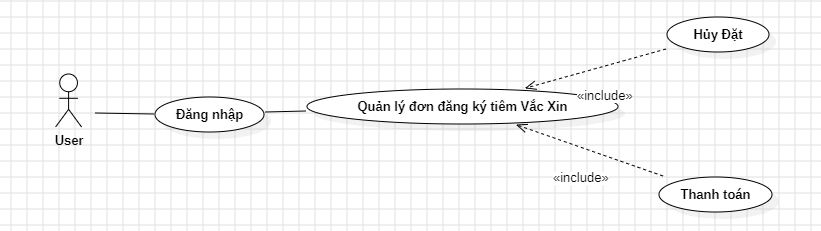 Hủy Đặt
«include»
Quản lý đơn đăng ký tiêm Vắc Xin
Đăng nhập
User
«include»
Thanh toán